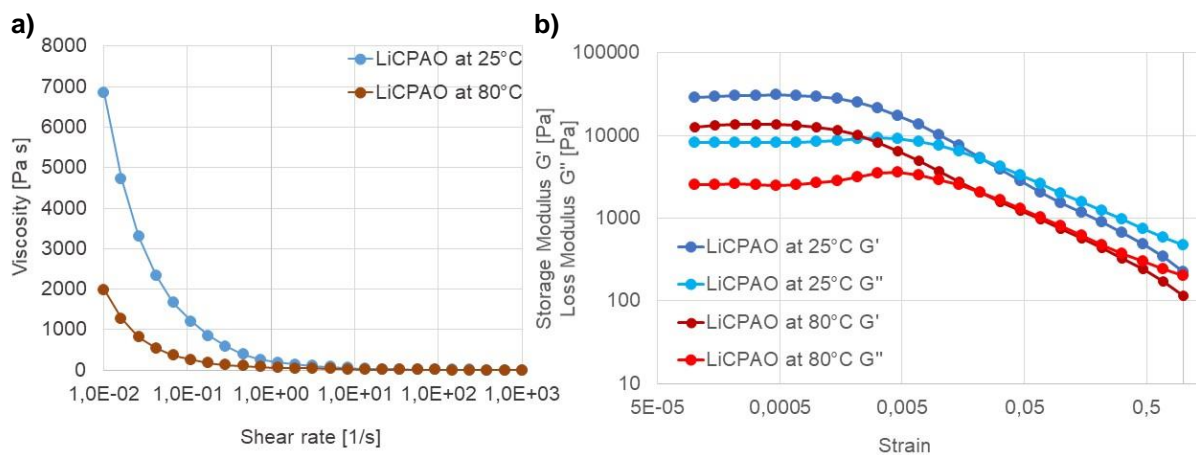 a)
8000
7000
6000
5000
4000
3000
2000
1000
0
Viscosity [Pa s]
LiCPAO at 25°C
LiCPAO at 80°C
1,0E-02 1,0E-01 1,0E+00 1,0E+01 1,0E+02 1,0E+03
Shear rate [1/s]
b)
100000
10000
1000
100
10
Storage Modulus G' [Pa]
Loss Modulus G'' [Pa]
LiCPAO at 25°C G'
LiCPAO at 25°C G''
LiCPAO at 80°C G'
LiCPAO at 80°C G''
5E-05 0,0005 0,005 0,05 0,5
Strain